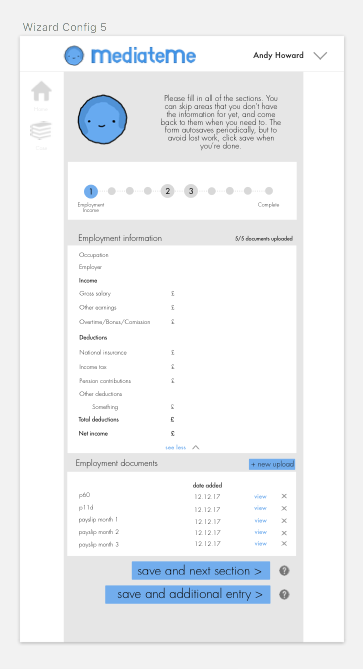 Wizard Config 5
mediateme
Andy Howard
Please fill in all of the sections. You
can skip areas that you don't have
the information for yet, and come
back to them when you need to. The
form autosaves periodically, but to
avoid lost work, click save when
you're done.
Home
1
2
3
Employment
Income
Complete
Employment information
5/5 documents uploaded
Occupation
Employer
Income
Gross salary £
Other earnings £
Overtime/Bonus/Comission £
Deductions
National insurance £
Income tax £
Pension contributions £
Other deductions
Something £
Total deductions £
Net income £
see less
Employment documents
+ new upload
date added
p60 12.12.17 view ×
p11d 12.12.17 view ×
payslip month 1 12.12.17 view ×
payslip month 2 12.12.17 view ×
payslip month 3 12.12.17 view ×
save and next section > ?
save and additional entry > ?